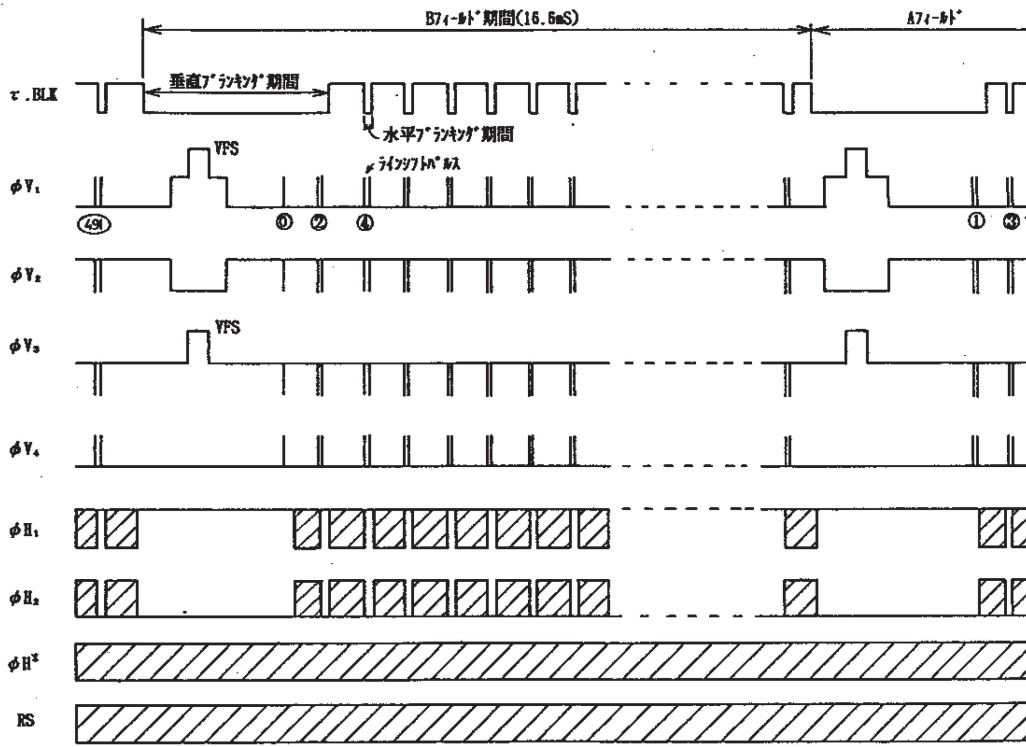 Bフィールド期間(16.6mS)
Aフィールド
τ.BLK
垂直ブランキング期間
水平ブランキング期間
VFS
ラインシフトパルス
φV₁
491
⓪
②
④
①
③
φV₂
VFS
φV₃
φV₄
φH₁
φH₂
φH*
RS